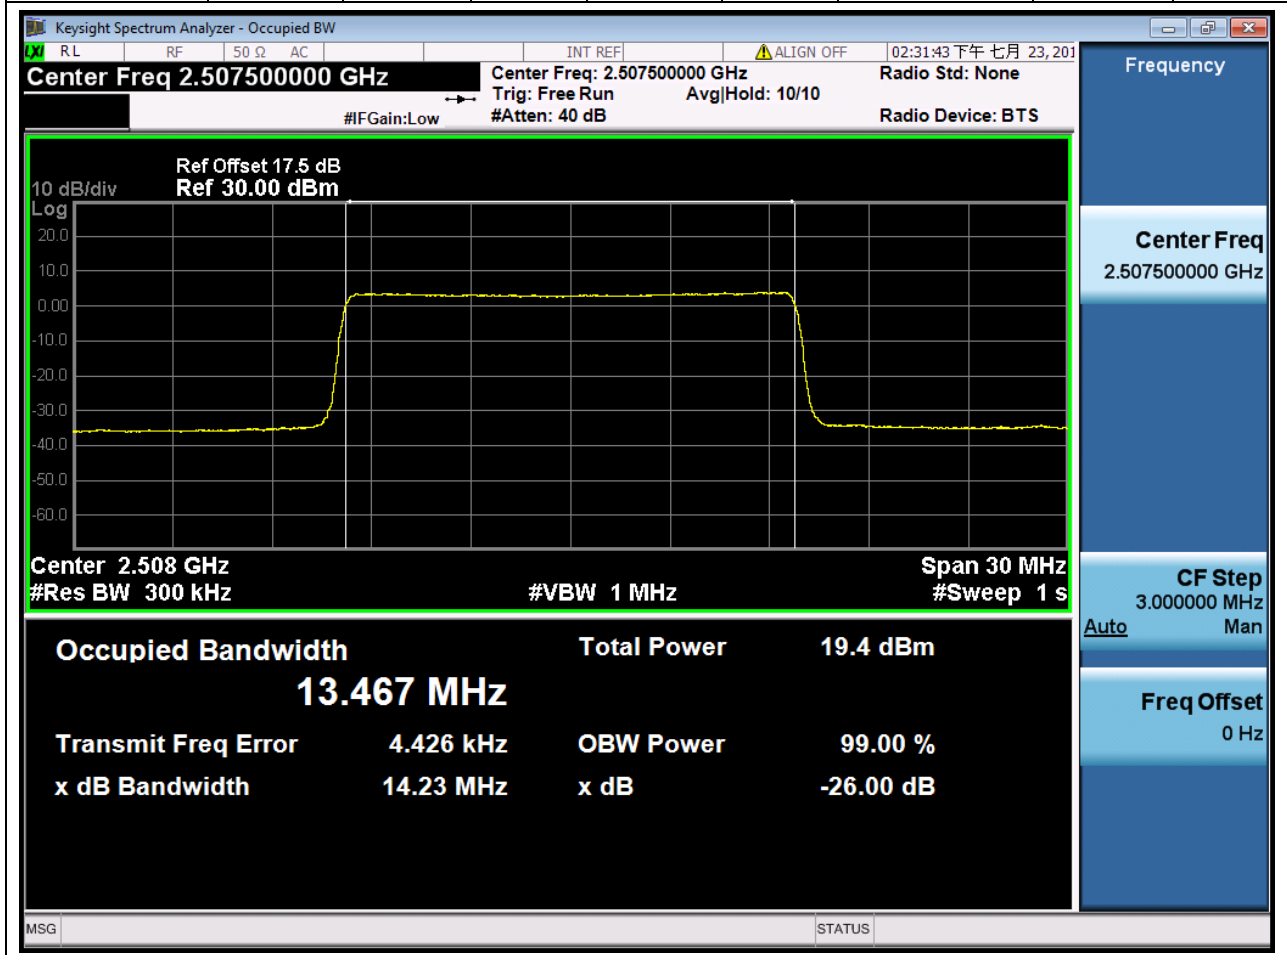 Keysight Spectrum Analyzer - Occupied BW
LXI RL RF 50 Ω AC INT REF ALIGN OFF 02:31:43 下午 七月 23, 201
Center Freq 2.507500000 GHz
Center Freq: 2.507500000 GHz Radio Std: None
Trig: Free Run Avg|Hold: 10/10
#IFGain:Low #Atten: 40 dB Radio Device: BTS
Ref Offset 17.5 dB
10 dB/div Ref 30.00 dBm
Log
20.0
10.0
0.00
-10.0
-20.0
-30.0
-40.0
-50.0
-60.0
Center 2.508 GHz Span 30 MHz
#Res BW 300 kHz #VBW 1 MHz #Sweep 1 s
Occupied Bandwidth Total Power 19.4 dBm
13.467 MHz
Transmit Freq Error 4.426 kHz OBW Power 99.00 %
x dB Bandwidth 14.23 MHz x dB -26.00 dB
MSG STATUS
Frequency
Center Freq
2.507500000 GHz
CF Step
3.000000 MHz
Auto Man
Freq Offset
0 Hz